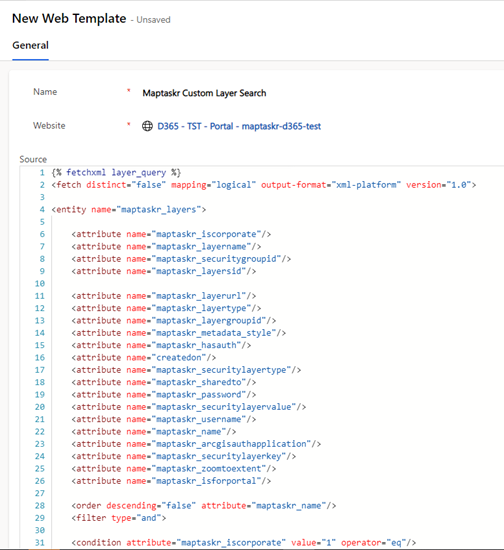 New Web Template - Unsaved
General
Name * Maptaskr Custom Layer Search
Website * D365 - TST - Portal - maptaskr-d365-test
Source
1 {% fetchxml layer_query %}
2 <fetch distinct="false" mapping="logical" output-format="xml-platform" version="1.0">
3
4 <entity name="maptaskr_layers">
5
6 <attribute name="maptaskr_iscorporate"/>
7 <attribute name="maptaskr_layername"/>
8 <attribute name="maptaskr_securitygroupid"/>
9 <attribute name="maptaskr_layersid"/>
10
11 <attribute name="maptaskr_layerurl"/>
12 <attribute name="maptaskr_layertype"/>
13 <attribute name="maptaskr_layergroupid"/>
14 <attribute name="maptaskr_metadata_style"/>
15 <attribute name="maptaskr_hasauth"/>
16 <attribute name="createdon"/>
17 <attribute name="maptaskr_securitylayertype"/>
18 <attribute name="maptaskr_sharedto"/>
19 <attribute name="maptaskr_password"/>
20 <attribute name="maptaskr_securitylayervalue"/>
21 <attribute name="maptaskr_username"/>
22 <attribute name="maptaskr_name"/>
23 <attribute name="maptaskr_arcgisauthapplication"/>
24 <attribute name="maptaskr_securitylayerkey"/>
25 <attribute name="maptaskr_zoomtoextent"/>
26 <attribute name="maptaskr_isforportal"/>
27
28 <order descending="false" attribute="maptaskr_name"/>
29 <filter type="and">
30
31 <condition attribute="maptaskr_iscorporate" value="1" operator="eq"/>